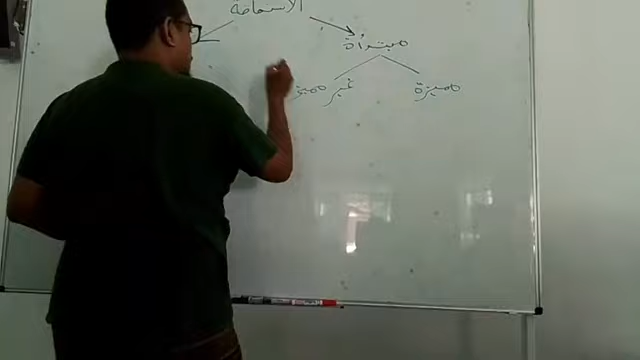 الاستحاضة
مبتدأة
مميزة
غير مميزة